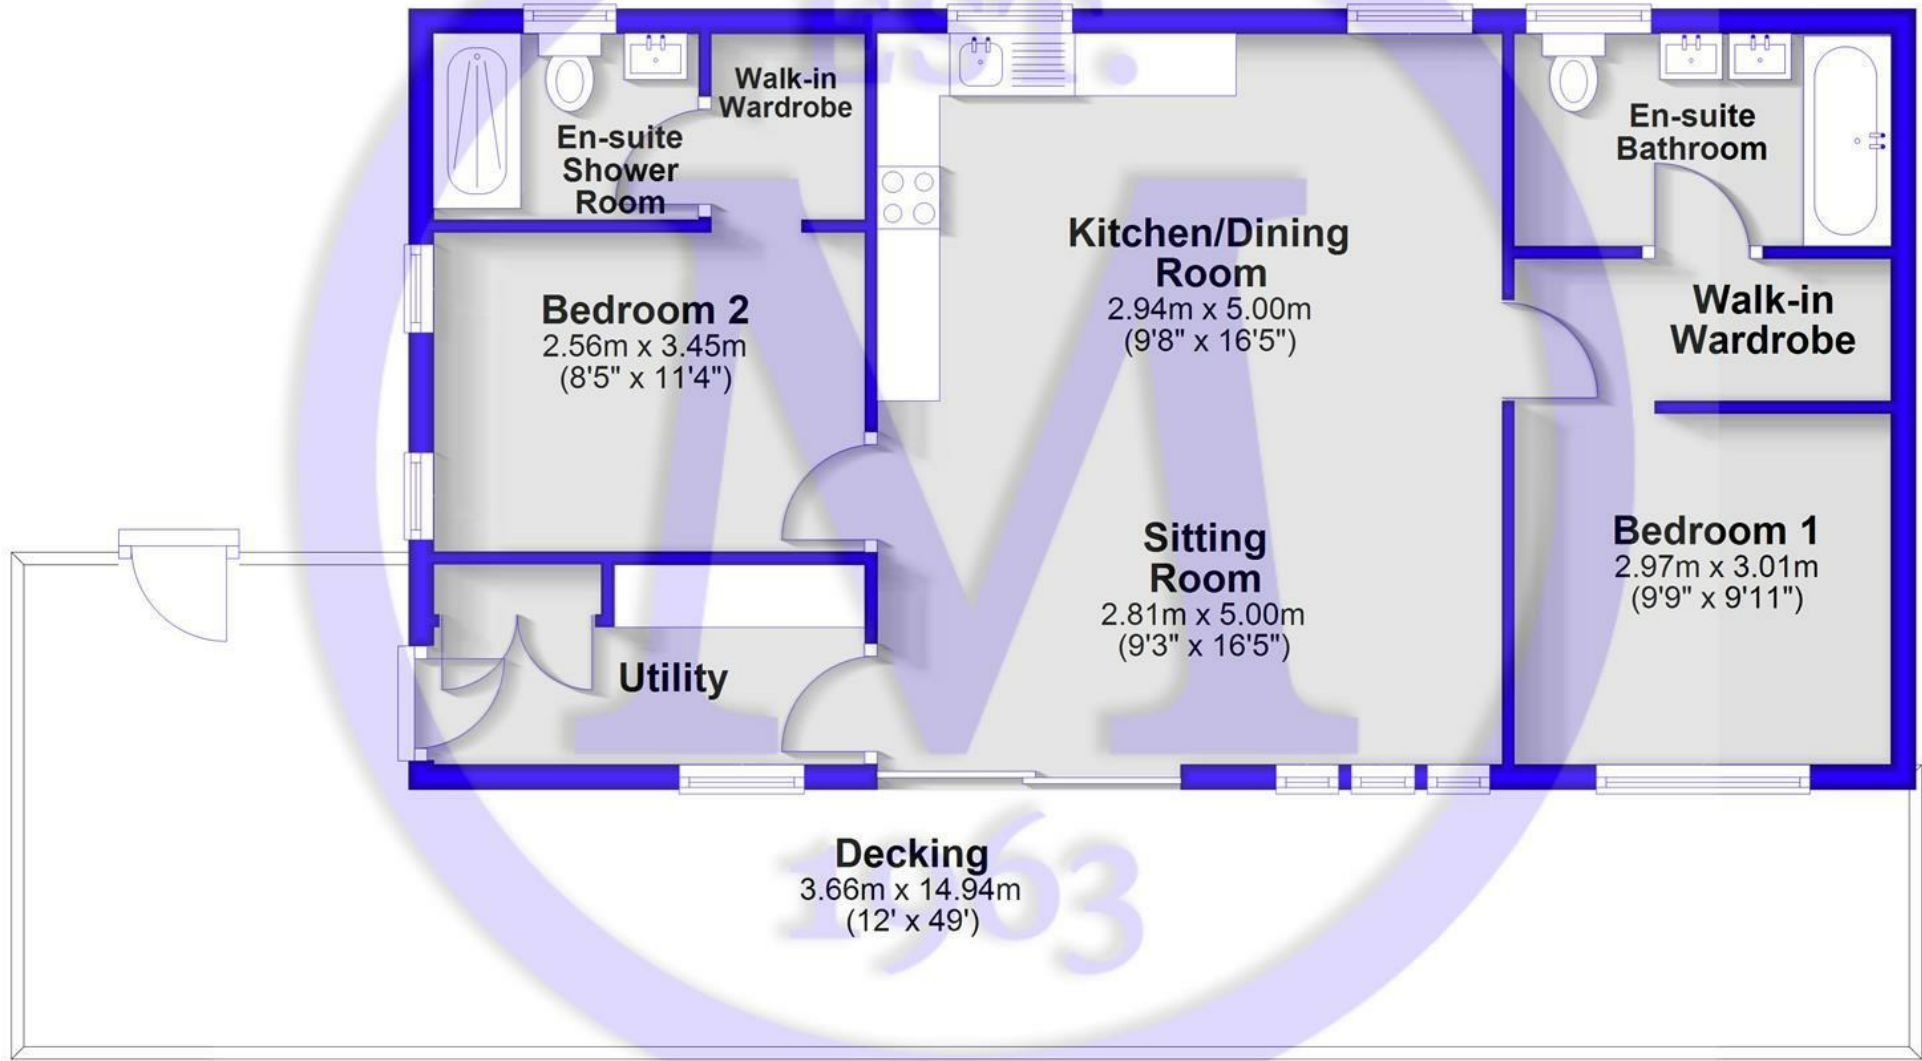 EST.
Walk-in
Wardrobe
En-suite
Shower
Room
En-suite
Bathroom
Kitchen/Dining
Room
2.94m x 5.00m
(9'8" x 16'5")
Walk-in
Wardrobe
Bedroom 2
2.56m x 3.45m
(8'5" x 11'4")
M
Sitting
Room
2.81m x 5.00m
(9'3" x 16'5")
Bedroom 1
2.97m x 3.01m
(9'9" x 9'11")
Utility
Decking
3.66m x 14.94m
(12' x 49')
1963